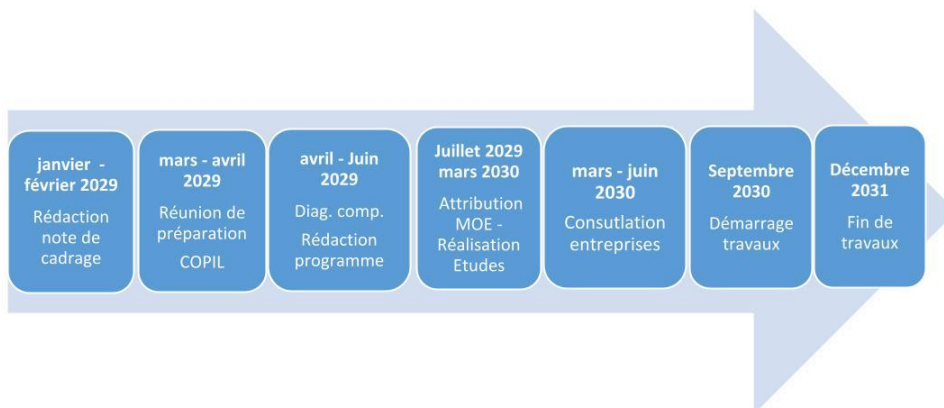 janvier -
février 2029
Rédaction
note de
cadrage
mars - avril
2029
Réunion de
préparation
COPIL
avril - Juin
2029
Diag. comp.
Rédaction
programme
Juillet 2029
mars 2030
Attribution
MOE -
Réalisation
Etudes
mars - juin
2030
Consutlation
entreprises
Septembre
2030
Démarrage
travaux
Décembre
2031
Fin de
travaux